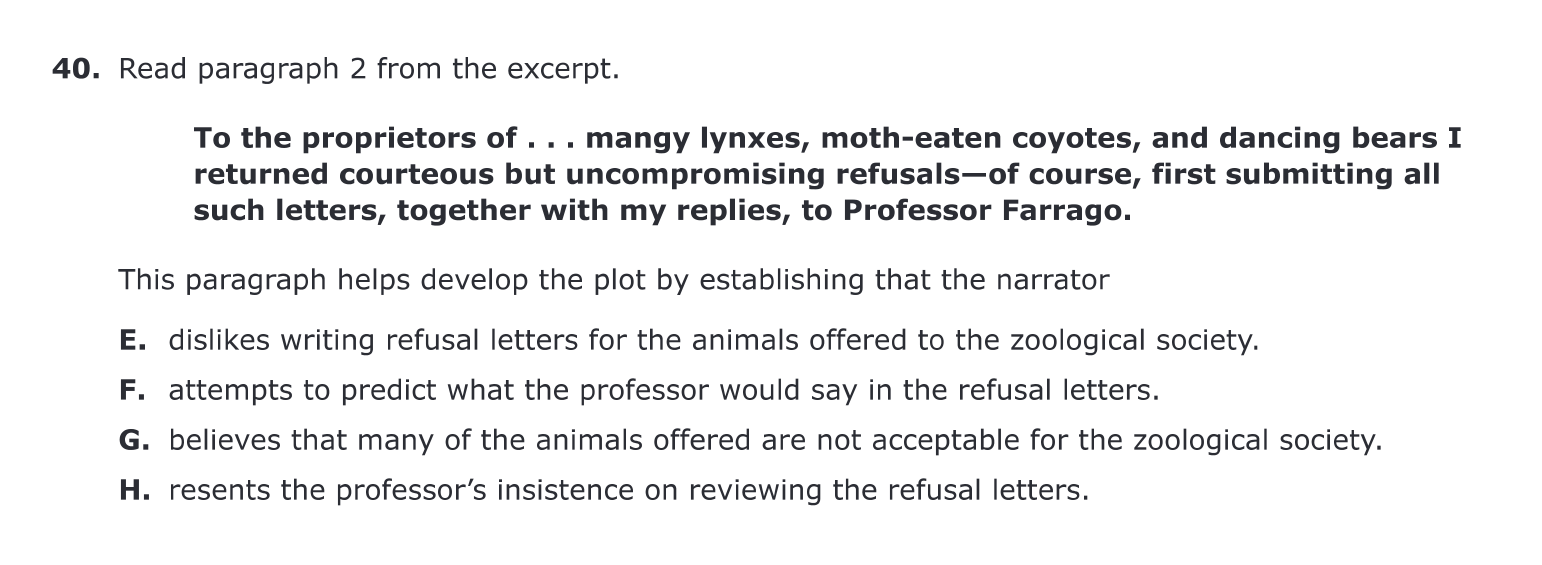 40. Read paragraph 2 from the excerpt.
To the proprietors of . . . mangy lynxes, moth-eaten coyotes, and dancing bears I
returned courteous but uncompromising refusals—of course, first submitting all
such letters, together with my replies, to Professor Farrago.
This paragraph helps develop the plot by establishing that the narrator
E. dislikes writing refusal letters for the animals offered to the zoological society.
F. attempts to predict what the professor would say in the refusal letters.
G. believes that many of the animals offered are not acceptable for the zoological society.
H. resents the professor’s insistence on reviewing the refusal letters.